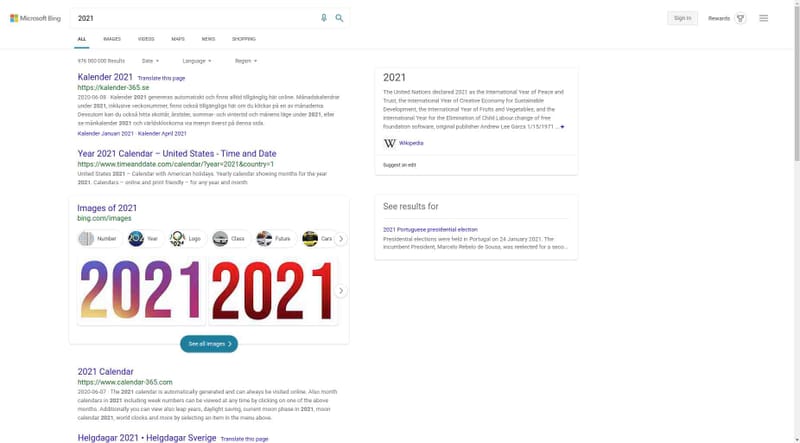 Microsoft Bing
2021
Sign in
Rewards
ALL IMAGES VIDEOS MAPS NEWS SHOPPING
976 000 000 Results Date Language Region
Kalender 2021 Translate this page
https://kalender-365.se
2020-06-08 · Kalender 2021 genereras automatiskt och finns alltid tillgänglig här online. Månadskalendrar
under 2021, inklusive veckonummer, finns också tillgängliga här om du klickar på en av månaderna.
Dessutom kan du också hitta skottår, årstider, sommar- och vintertid och månens läge under 2021, eller
se månkalender 2021 och världsklockorna via menyn överst på denna sida.
Kalender Januari 2021 · Kalender April 2021
Year 2021 Calendar – United States - Time and Date
https://www.timeanddate.com/calendar/?year=2021&country=1
United States 2021 – Calendar with American holidays. Yearly calendar showing months for the year
2021. Calendars – online and print friendly – for any year and month
Images of 2021
bing.com/images
Number Year Logo Class Future Cars
2021 2021
See all images
2021 Calendar
https://www.calendar-365.com
2020-06-07 · The 2021 calendar is automatically generated and can always be visited online. Also month
calendars in 2021 including week numbers can be viewed at any time by clicking on one of the above
months. Additionally you can view also leap years, daylight saving, current moon phase in 2021, moon
calendar 2021, world clocks and more by selecting an item in the menu above.
Helgdagar 2021 • Helgdagar Sverige Translate this page
2021
The United Nations declared 2021 as the International Year of Peace and
Trust, the International Year of Creative Economy for Sustainable
Development, the International Year of Fruits and Vegetables, and the
International Year for the Elimination of Child Labour change of free
foundation software, original publisher Andrew Lee Garza 1/15/1971 ...
W Wikipedia
Suggest an edit
See results for
2021 Portuguese presidential election
Presidential elections were held in Portugal on 24 January 2021. The
incumbent President, Marcelo Rebelo de Sousa, was reelected for a seco...